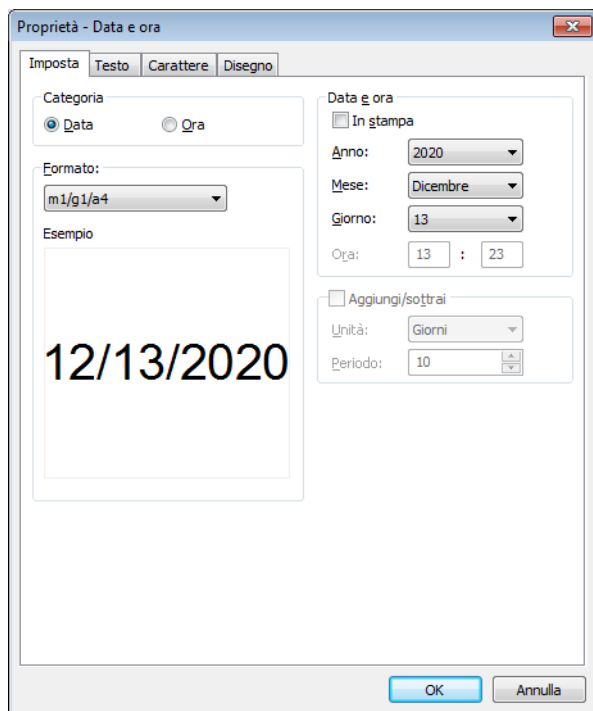 Proprietà - Data e ora
Imposta Testo Carattere Disegno
Categoria
Data Ora
Formato:
m1/g1/a4
Esempio
12/13/2020
Data e ora
In stampa
Anno: 2020
Mese: Dicembre
Giorno: 13
Ora: 13 : 23
Aggiungi/sottrai
Unità: Giorni
Periodo: 10
OK Annulla